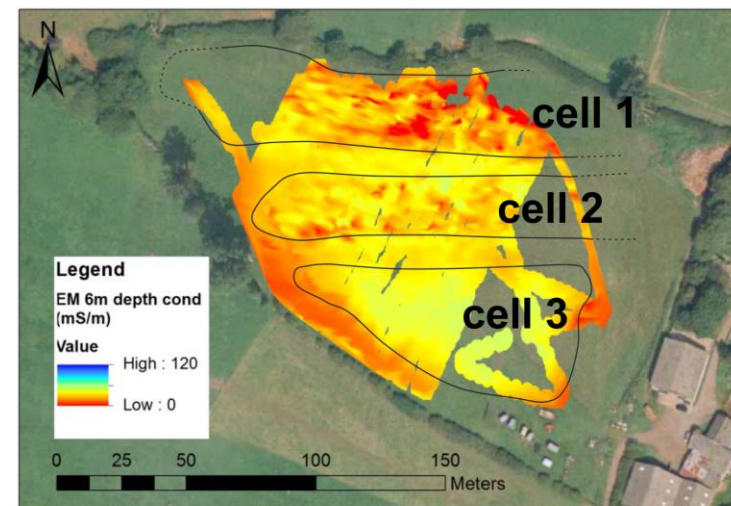 N
cell 1
cell 2
cell 3
Legend
EM 6m depth cond
(mS/m)
Value
High : 120
Low : 0
0 25 50 100 150
Meters